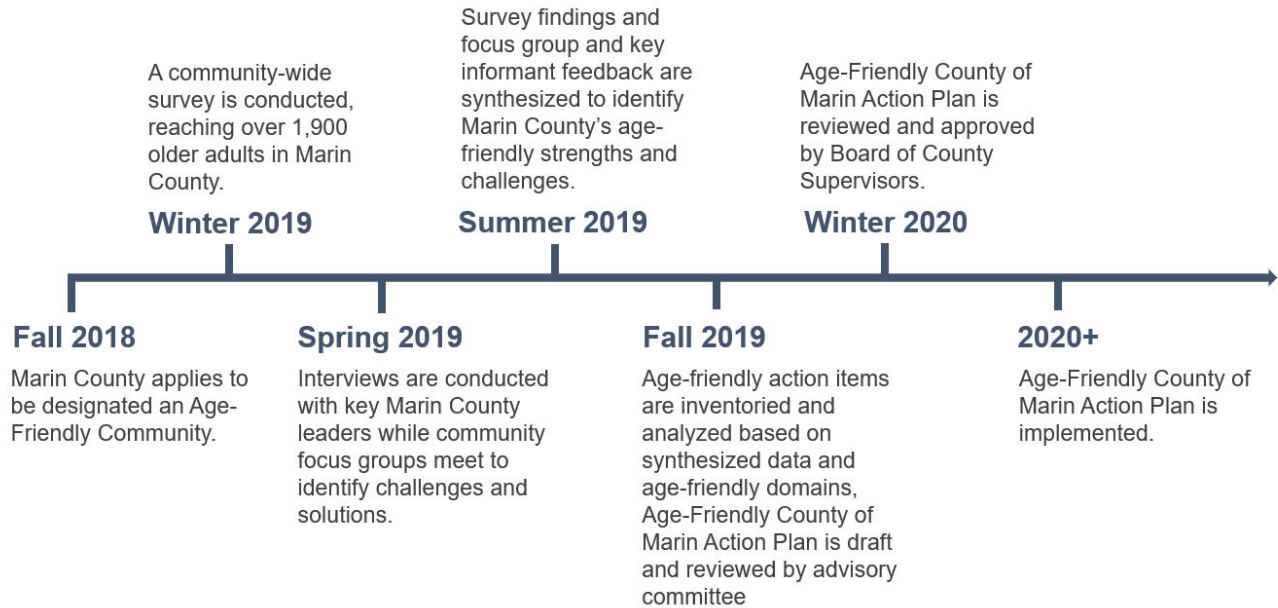 A community-wide
survey is conducted,
reaching over 1,900
older adults in Marin
County.
Winter 2019
Survey findings and
focus group and key
informant feedback are
synthesized to identify
Marin County’s age-
friendly strengths and
challenges.
Summer 2019
Age-Friendly County of
Marin Action Plan is
reviewed and approved
by Board of County
Supervisors.
Winter 2020
Fall 2018
Marin County applies to
be designated an Age-
Friendly Community.
Spring 2019
Interviews are conducted
with key Marin County
leaders while community
focus groups meet to
identify challenges and
solutions.
Fall 2019
Age-friendly action items
are inventoried and
analyzed based on
synthesized data and
age-friendly domains,
Age-Friendly County of
Marin Action Plan is draft
and reviewed by advisory
committee
2020+
Age-Friendly County of
Marin Action Plan is
implemented.